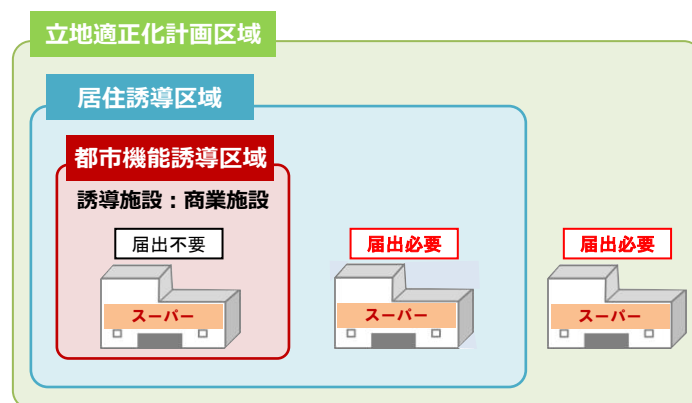 立地適正化計画区域
居住誘導区域
都市機能誘導区域
誘導施設：商業施設
届出不要
届出必要
届出必要
スーパー
スーパー
スーパー